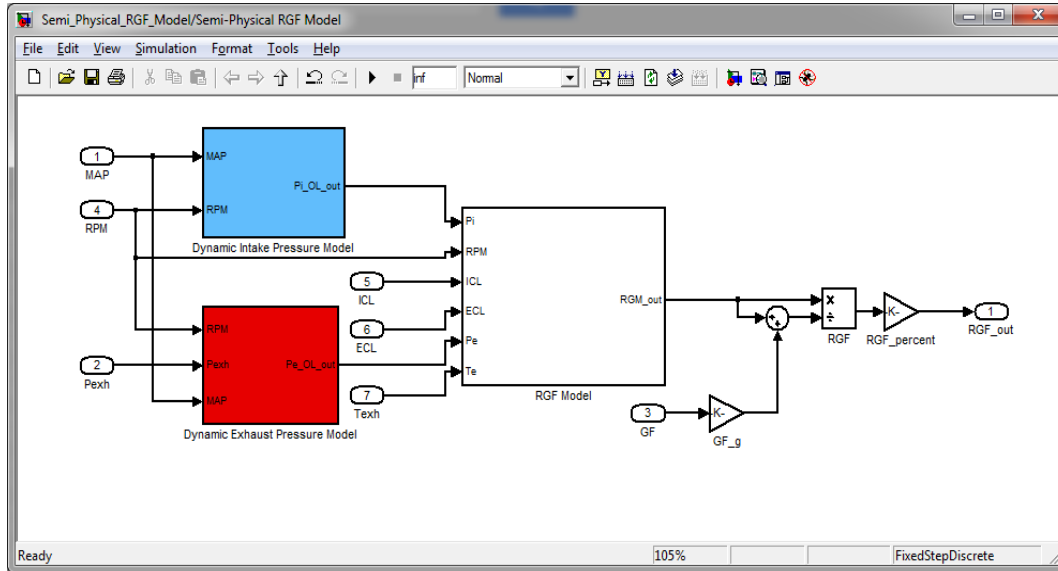 Semi_Physical_RGF_Model/Semi-Physical RGF Model
File Edit View Simulation Format Tools Help
inf Normal
1
MAP
4
RPM
MAP
Pi_OL_out
RPM
Dynamic Intake Pressure Model
5
ICL
6
ECL
2
Pexh
RPM
Pexh
Pe_OL_out
MAP
Dynamic Exhaust Pressure Model
7
Texh
Pi
RPM
ICL
ECL
Pe
Te
RGM_out
RGF Model
3
GF
-K-
GF_g
+
+
×
÷
RGF
-K-
RGF_percent
1
RGF_out
Ready 105% FixedStepDiscrete